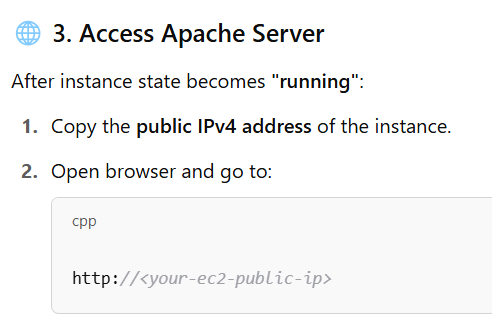 🌐 3. Access Apache Server
After instance state becomes "running":
1. Copy the public IPv4 address of the instance.
2. Open browser and go to:
cpp
http://<your-ec2-public-ip>